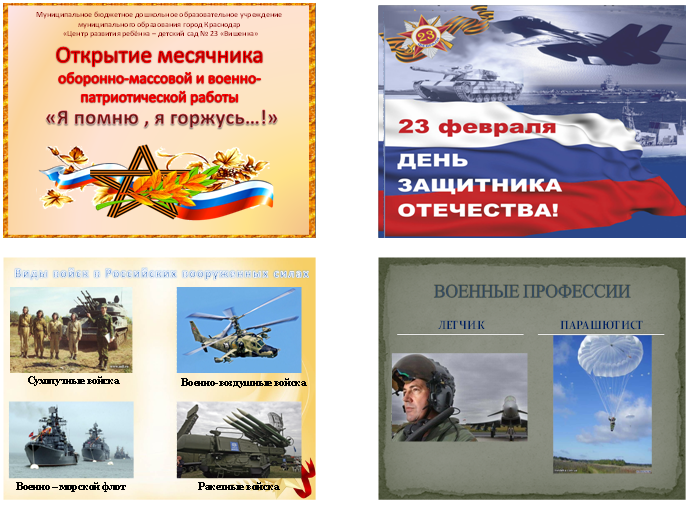 Муниципальное бюджетное дошкольное образовательное учреждение
муниципального образования город Краснодар
«Центр развития ребёнка – детский сад № 23 «Вишенка»
Открытие месячника
оборонно-массовой и военно-
патриотической работы
«Я помню , я горжусь...!»
23
23 февраля
ДЕНЬ
ЗАЩИТНИКА
ОТЕЧЕСТВА!
Виды войск в Российских вооруженных силах
Сухопутные войска
Военно-воздушные войска
Военно – морской флот
Ракетные войска
ВОЕННЫЕ ПРОФЕССИИ
ЛЕТЧИК
ПАРАШЮТИСТ